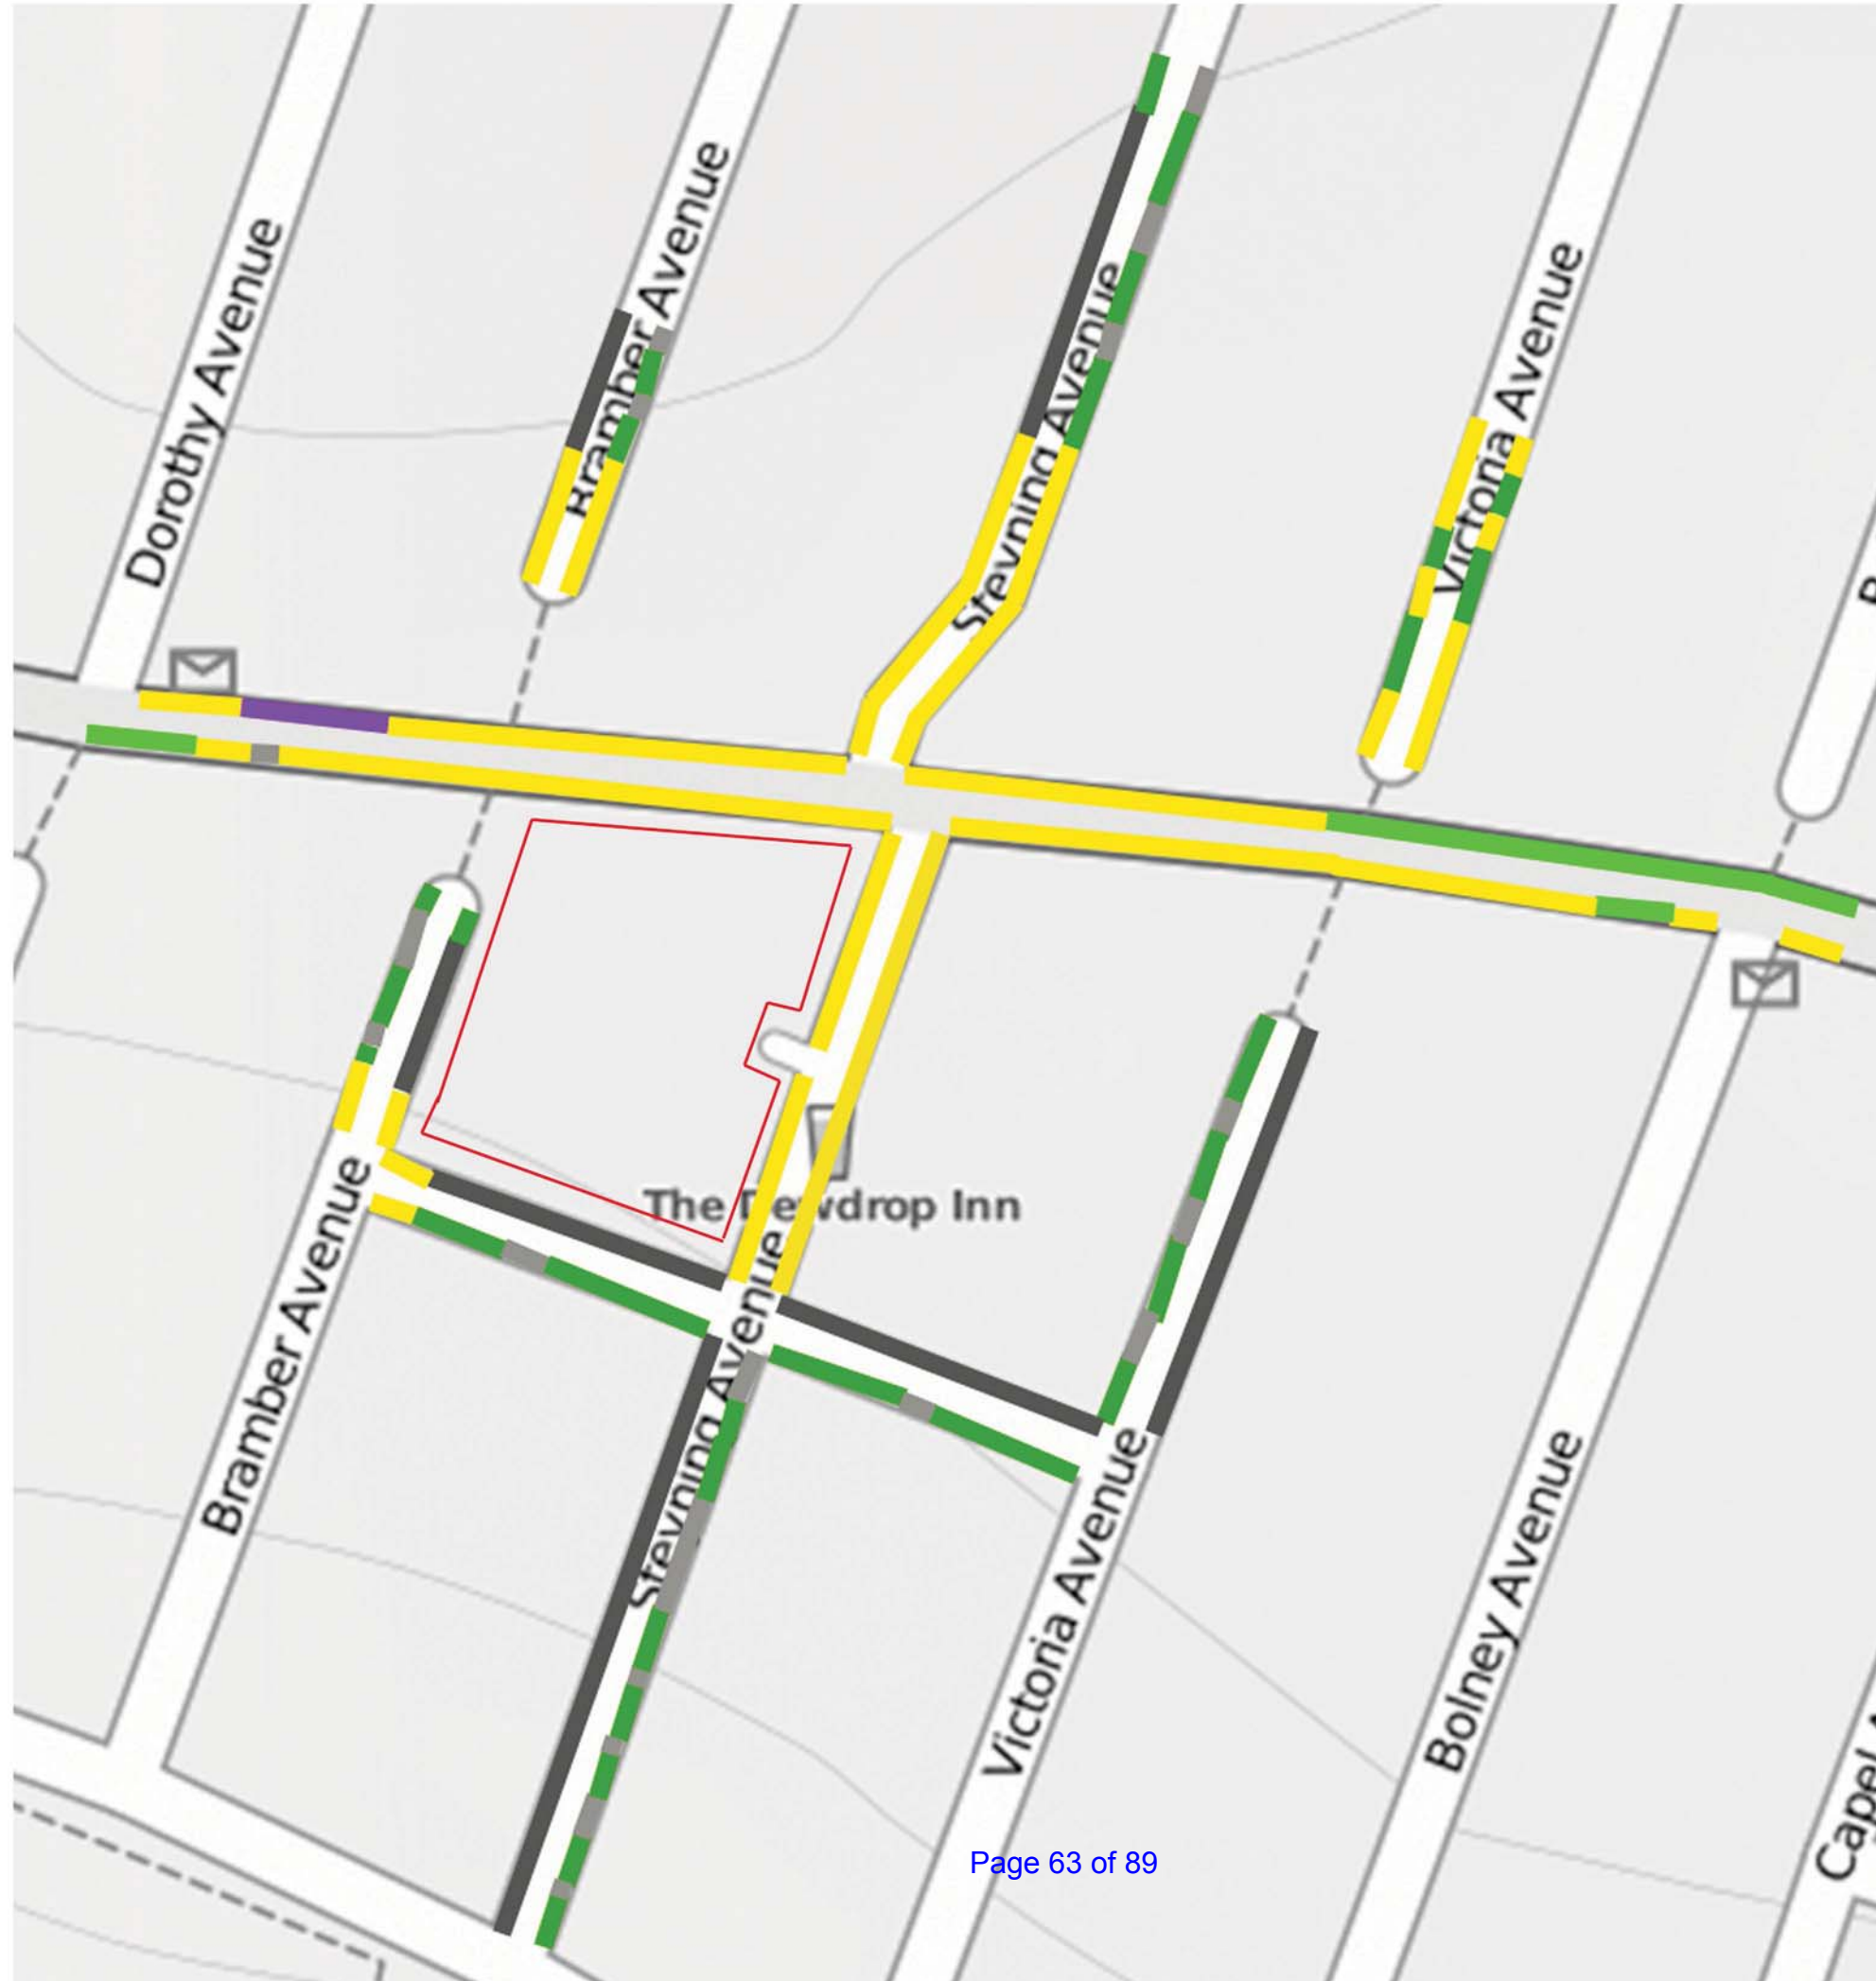 Dorothy Avenue
Bramber Avenue
Steyning Avenue
Victoria Avenue
The Dewdrop Inn
Bramber Avenue
Steyning Avenue
Victoria Avenue
Bolney Avenue
Capel
Page 63 of 89